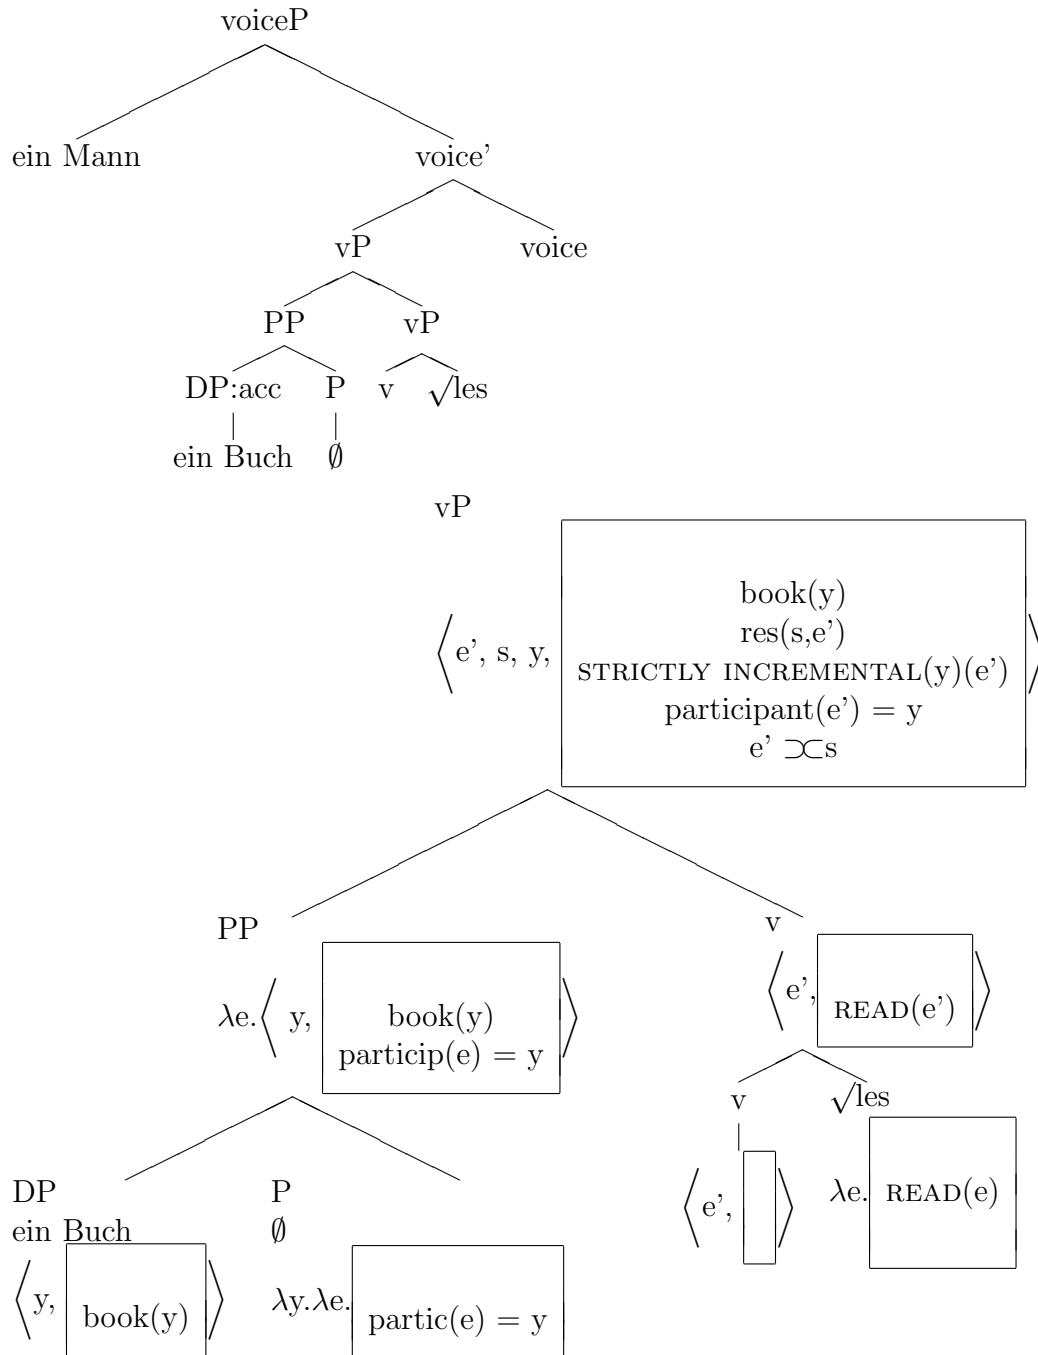 voiceP
ein Mann voice'
vP voice
PP vP
DP:acc P v √les
ein Buch ∅
vP
book(y)
res(s,e')
⟨e', s, y, STRICTLY INCREMENTAL(y)(e')⟩
participant(e') = y
e' ⊃⊂s
PP v
λe.⟨ y, book(y) ⟩ ⟨e', READ(e')⟩
particip(e) = y
v √les
DP P
⟨e', ⟩ λe. READ(e)
ein Buch ∅
⟨y, book(y)⟩ λy.λe. partic(e) = y